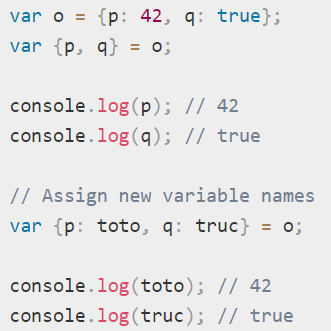 var o = {p: 42, q: true};
var {p, q} = o;

console.log(p); // 42
console.log(q); // true

// Assign new variable names
var {p: toto, q: truc} = o;

console.log(toto); // 42
console.log(truc); // true